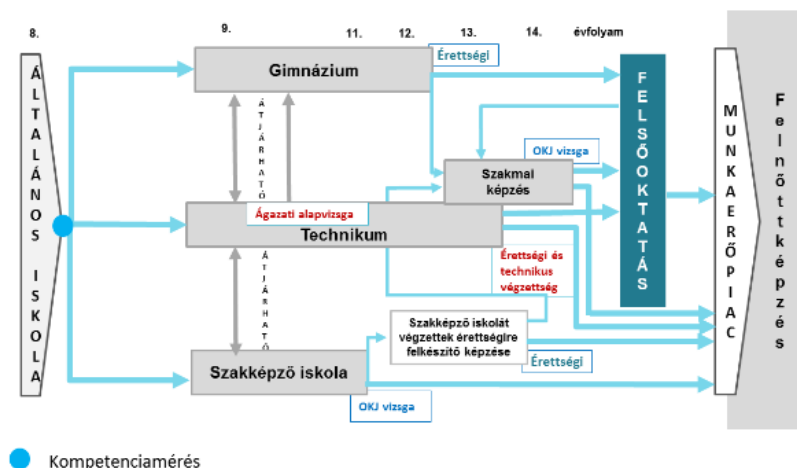 8. 9. 11. 12. 13. 14. évfolyam
ÁLTALÁNOS ISKOLA
Gimnázium
Érettségi
ÁTJÁRHATÓ
FELSŐOKTATÁS
MUNKAERŐPIAC
Felnőttképzés
OKJ vizsga
Szakmai
képzés
Ágazati alapvizsga
Technikum
Érettségi és
technikus
végzettség
ÁTJÁRHATÓ
Szakképző iskolát
végzettek érettségire
felkészítő képzése
Érettségi
Szakképző iskola
OKJ vizsga
Kompetenciamérés